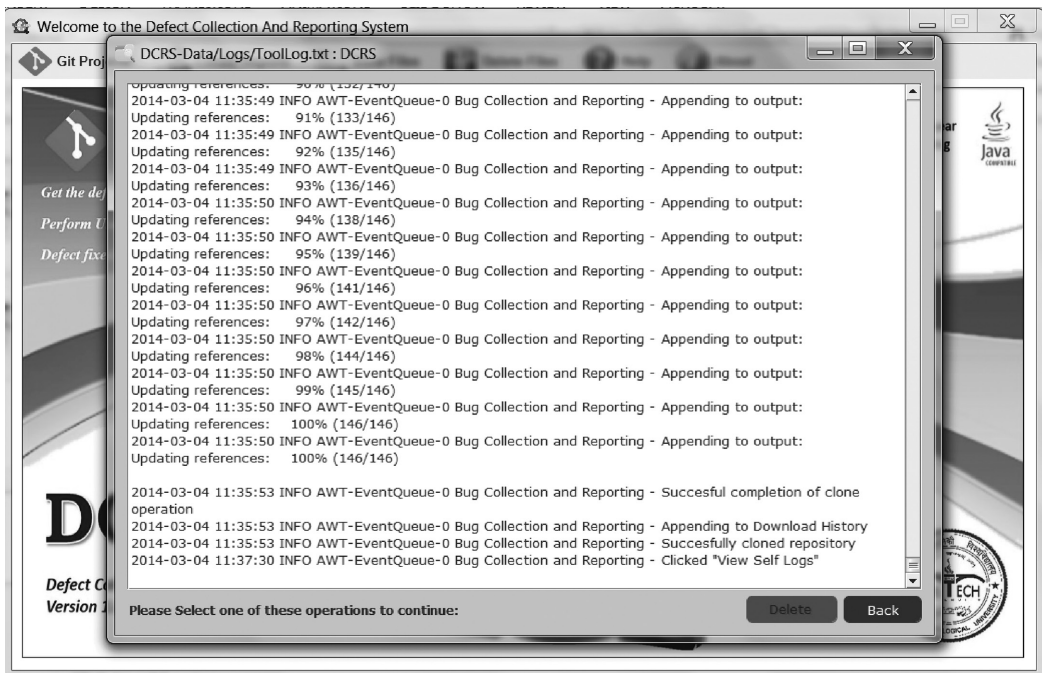 Welcome to the Defect Collection And Reporting System
Git Proj
DCRS-Data/Logs/ToolLog.txt : DCRS
Files
Delete Files
Help
About
Updating references: 90% (132/146)
2014-03-04 11:35:49 INFO AWT-EventQueue-0 Bug Collection and Reporting - Appending to output:
Updating references: 91% (133/146)
2014-03-04 11:35:49 INFO AWT-EventQueue-0 Bug Collection and Reporting - Appending to output:
Updating references: 92% (135/146)
2014-03-04 11:35:49 INFO AWT-EventQueue-0 Bug Collection and Reporting - Appending to output:
Updating references: 93% (136/146)
2014-03-04 11:35:50 INFO AWT-EventQueue-0 Bug Collection and Reporting - Appending to output:
Updating references: 94% (138/146)
2014-03-04 11:35:50 INFO AWT-EventQueue-0 Bug Collection and Reporting - Appending to output:
Updating references: 95% (139/146)
2014-03-04 11:35:50 INFO AWT-EventQueue-0 Bug Collection and Reporting - Appending to output:
Updating references: 96% (141/146)
2014-03-04 11:35:50 INFO AWT-EventQueue-0 Bug Collection and Reporting - Appending to output:
Updating references: 97% (142/146)
2014-03-04 11:35:50 INFO AWT-EventQueue-0 Bug Collection and Reporting - Appending to output:
Updating references: 98% (144/146)
2014-03-04 11:35:50 INFO AWT-EventQueue-0 Bug Collection and Reporting - Appending to output:
Updating references: 99% (145/146)
2014-03-04 11:35:50 INFO AWT-EventQueue-0 Bug Collection and Reporting - Appending to output:
Updating references: 100% (146/146)
2014-03-04 11:35:50 INFO AWT-EventQueue-0 Bug Collection and Reporting - Appending to output:
Updating references: 100% (146/146)
2014-03-04 11:35:53 INFO AWT-EventQueue-0 Bug Collection and Reporting - Succesful completion of clone
operation
2014-03-04 11:35:53 INFO AWT-EventQueue-0 Bug Collection and Reporting - Appending to Download History
2014-03-04 11:35:53 INFO AWT-EventQueue-0 Bug Collection and Reporting - Succesfully cloned repository
2014-03-04 11:37:30 INFO AWT-EventQueue-0 Bug Collection and Reporting - Clicked "View Self Logs"
Please Select one of these operations to continue:
Delete
Back
Get the def
Perform U
Defect fixe
ar
g
Java
COMPATIBLE
D
Defect C
Version 1
TECH